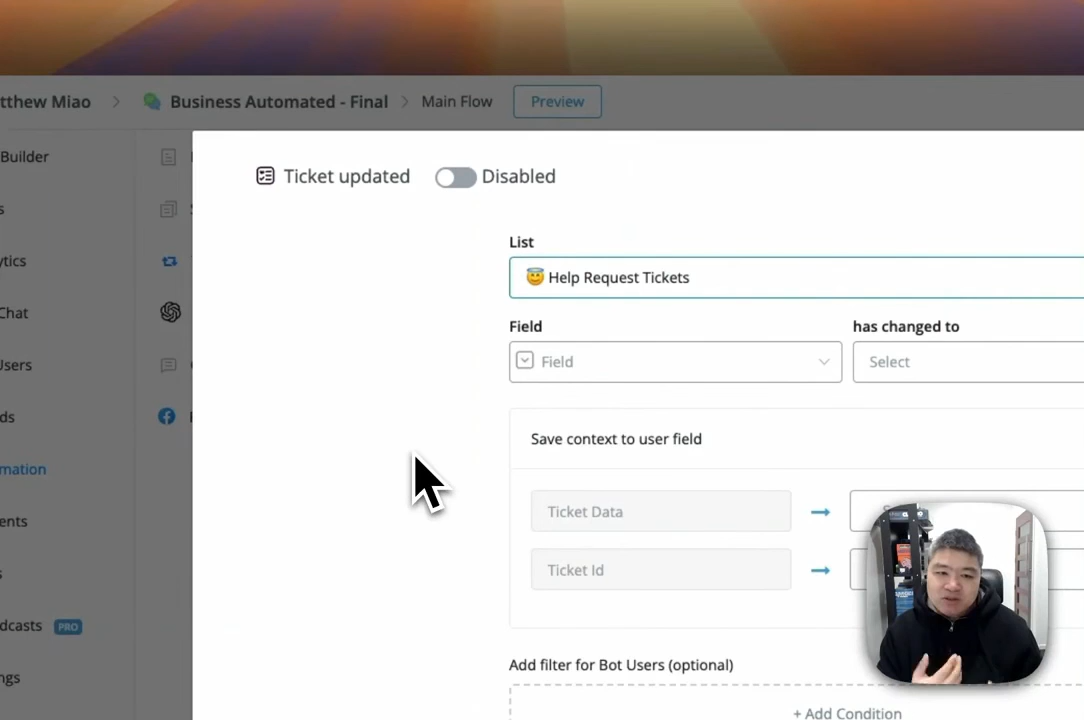 tthew Miao > Business Automated - Final > Main Flow Preview
Builder
Ticket updated Disabled
s
ytics
List
😇 Help Request Tickets
Chat
Field has changed to
Field Select
Users
ds
Save context to user field
mation
Ticket Data
ents
Ticket Id
s
dcasts PRO
Add filter for Bot Users (optional)
ngs
+ Add Condition